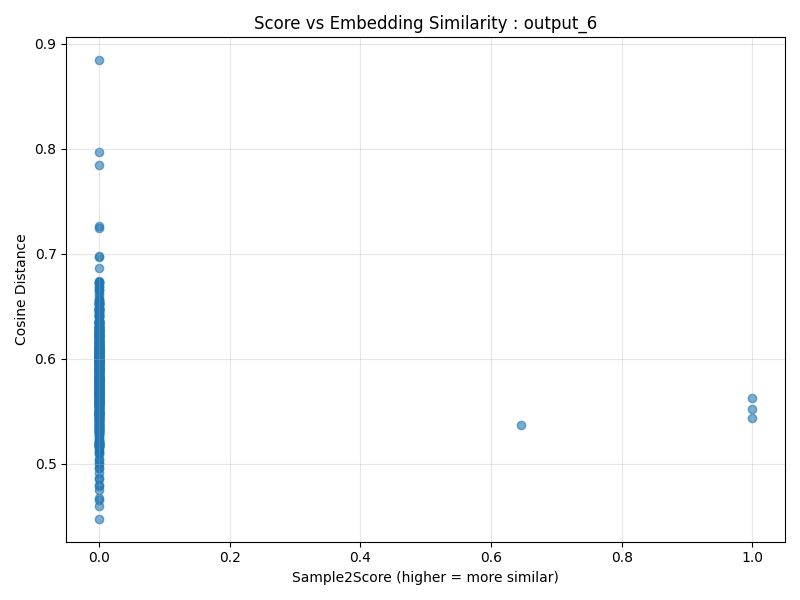 Score vs Embedding Similarity : output_6
0.9
0.8
0.7
0.6
0.5
Cosine Distance
0.0 0.2 0.4 0.6 0.8 1.0
Sample2Score (higher = more similar)